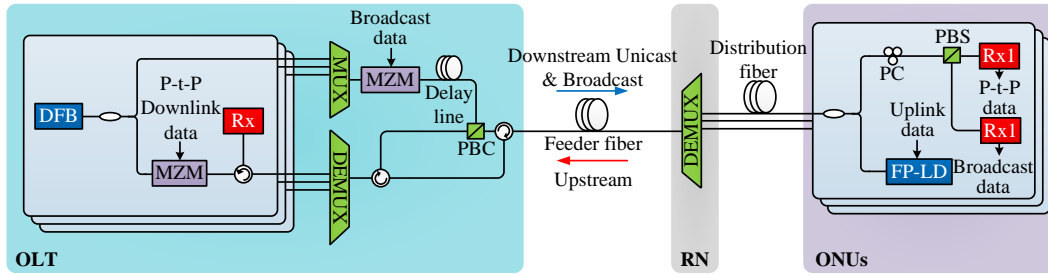 Broadcast
data
P-t-P
Downlink
data
DFB
Rx
MZM
MUX
MZM
Delay
line
DEMUX
PBC
OLT
Downstream Unicast
& Broadcast
Feeder fiber
Upstream
DEMUX
RN
Distribution
fiber
PC
PBS
Rx1
P-t-P
data
Uplink
data
Rx1
Broadcast
data
FP-LD
ONUs